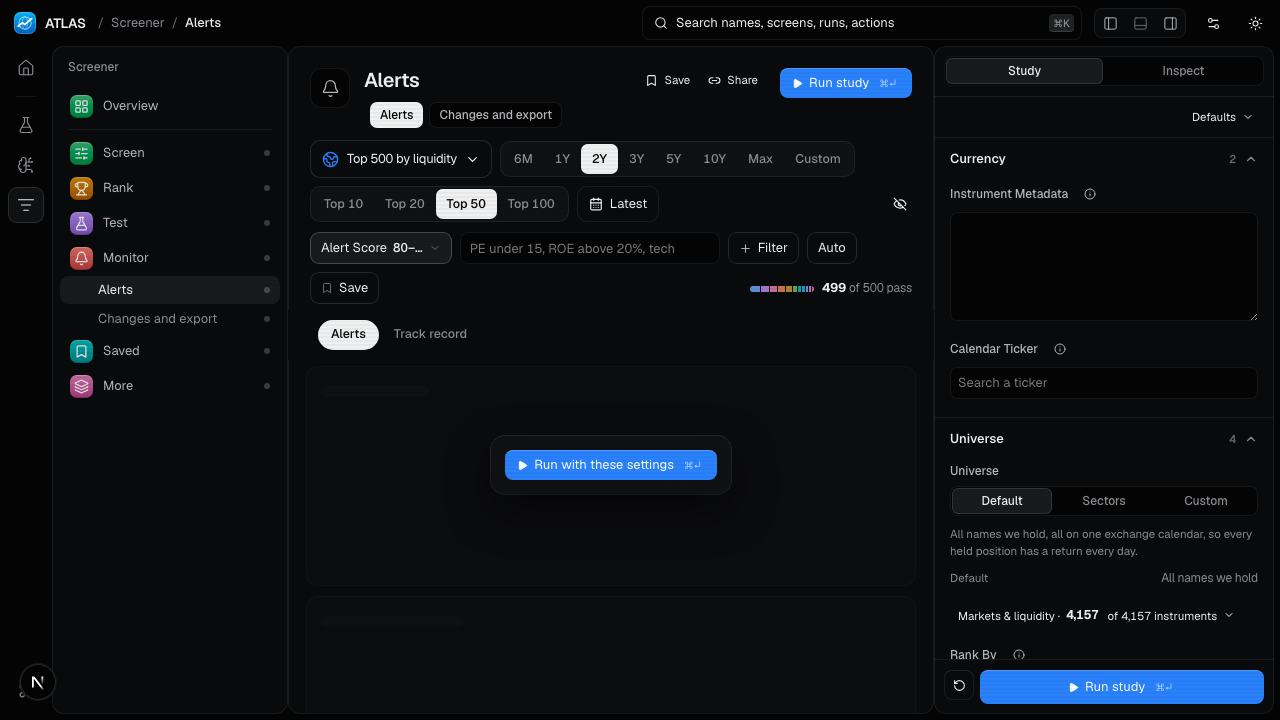 ATLAS / Screener / Alerts
Search names, screens, runs, actions ⌘K
Screener
Overview
Screen
Rank
Test
Monitor
Alerts
Changes and export
Saved
More
N
Alerts
Save
Share
Run study ⌘↵
Alerts
Changes and export
Top 500 by liquidity
6M 1Y 2Y 3Y 5Y 10Y Max Custom
Top 10 Top 20 Top 50 Top 100
Latest
Alert Score 80–...
PE under 15, ROE above 20%, tech
Filter
Auto
Save
499 of 500 pass
Alerts
Track record
Run with these settings ⌘↵
Study
Inspect
Defaults
Currency 2
Instrument Metadata
Calendar Ticker
Search a ticker
Universe 4
Universe
Default Sectors Custom
All names we hold, all on one exchange calendar, so every
held position has a return every day.
Default All names we hold
Markets & liquidity · 4,157 of 4,157 instruments
Rank By
Run study ⌘↵